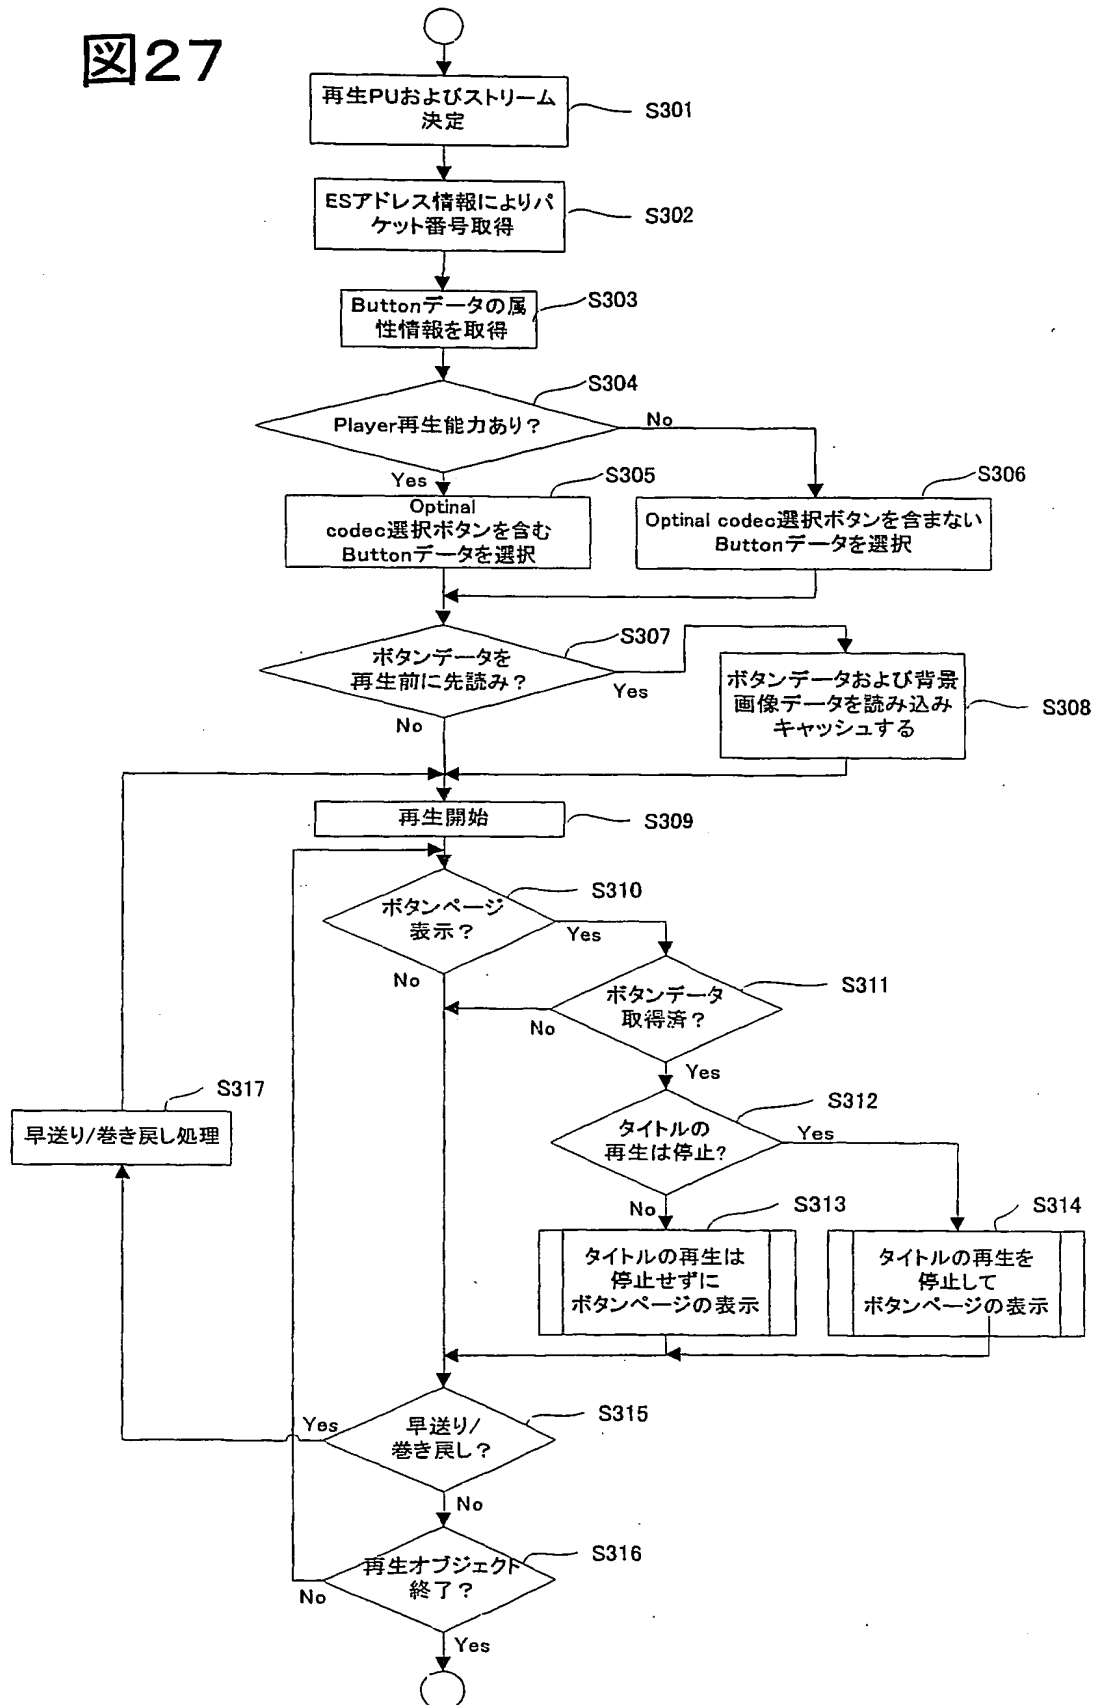 図27
再生PUおよびストリーム
決定
S301
ESアドレス情報によりパ
ケット番号取得
S302
Buttonデータの属
性情報を取得
S303
S304
Player再生能力あり?
No
Yes
S305
Optinal
codec選択ボタンを含む
Buttonデータを選択
S306
Optinal codec選択ボタンを含まない
Buttonデータを選択
S307
ボタンデータを
再生前に先読み?
Yes
No
ボタンデータおよび背景
画像データを読み込み
キャッシュする
S308
再生開始
S309
S310
ボタンページ
表示?
Yes
No
S311
ボタンデータ
取得済?
No
Yes
S312
タイトルの
再生は停止?
Yes
No
S313
タイトルの再生は
停止せずに
ボタンページの表示
S314
タイトルの再生を
停止して
ボタンページの表示
S317
早送り/巻き戻し処理
S315
早送り/
巻き戻し?
Yes
No
S316
再生オブジェクト
終了?
No
Yes